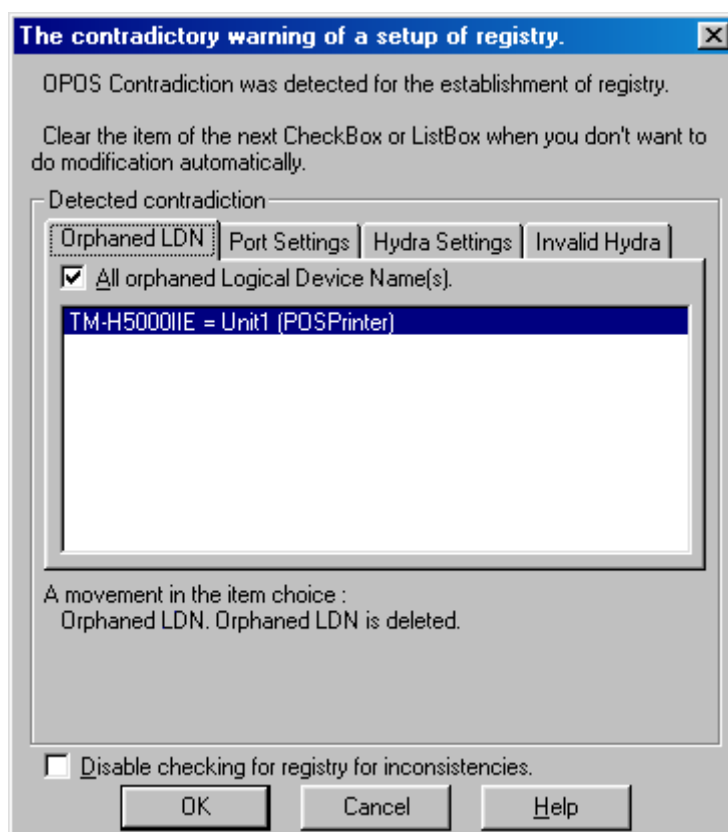 The contradictory warning of a setup of registry.
OPOS Contradiction was detected for the establishment of registry.
Clear the item of the next CheckBox or ListBox when you don't want to
do modification automatically.
Detected contradiction
Orphaned LDN Port Settings Hydra Settings Invalid Hydra
All orphaned Logical Device Name(s).
TM-H5000IIE = Unit1 (POSPrinter)
A movement in the item choice :
Orphaned LDN. Orphaned LDN is deleted.
Disable checking for registry for inconsistencies.
OK Cancel Help